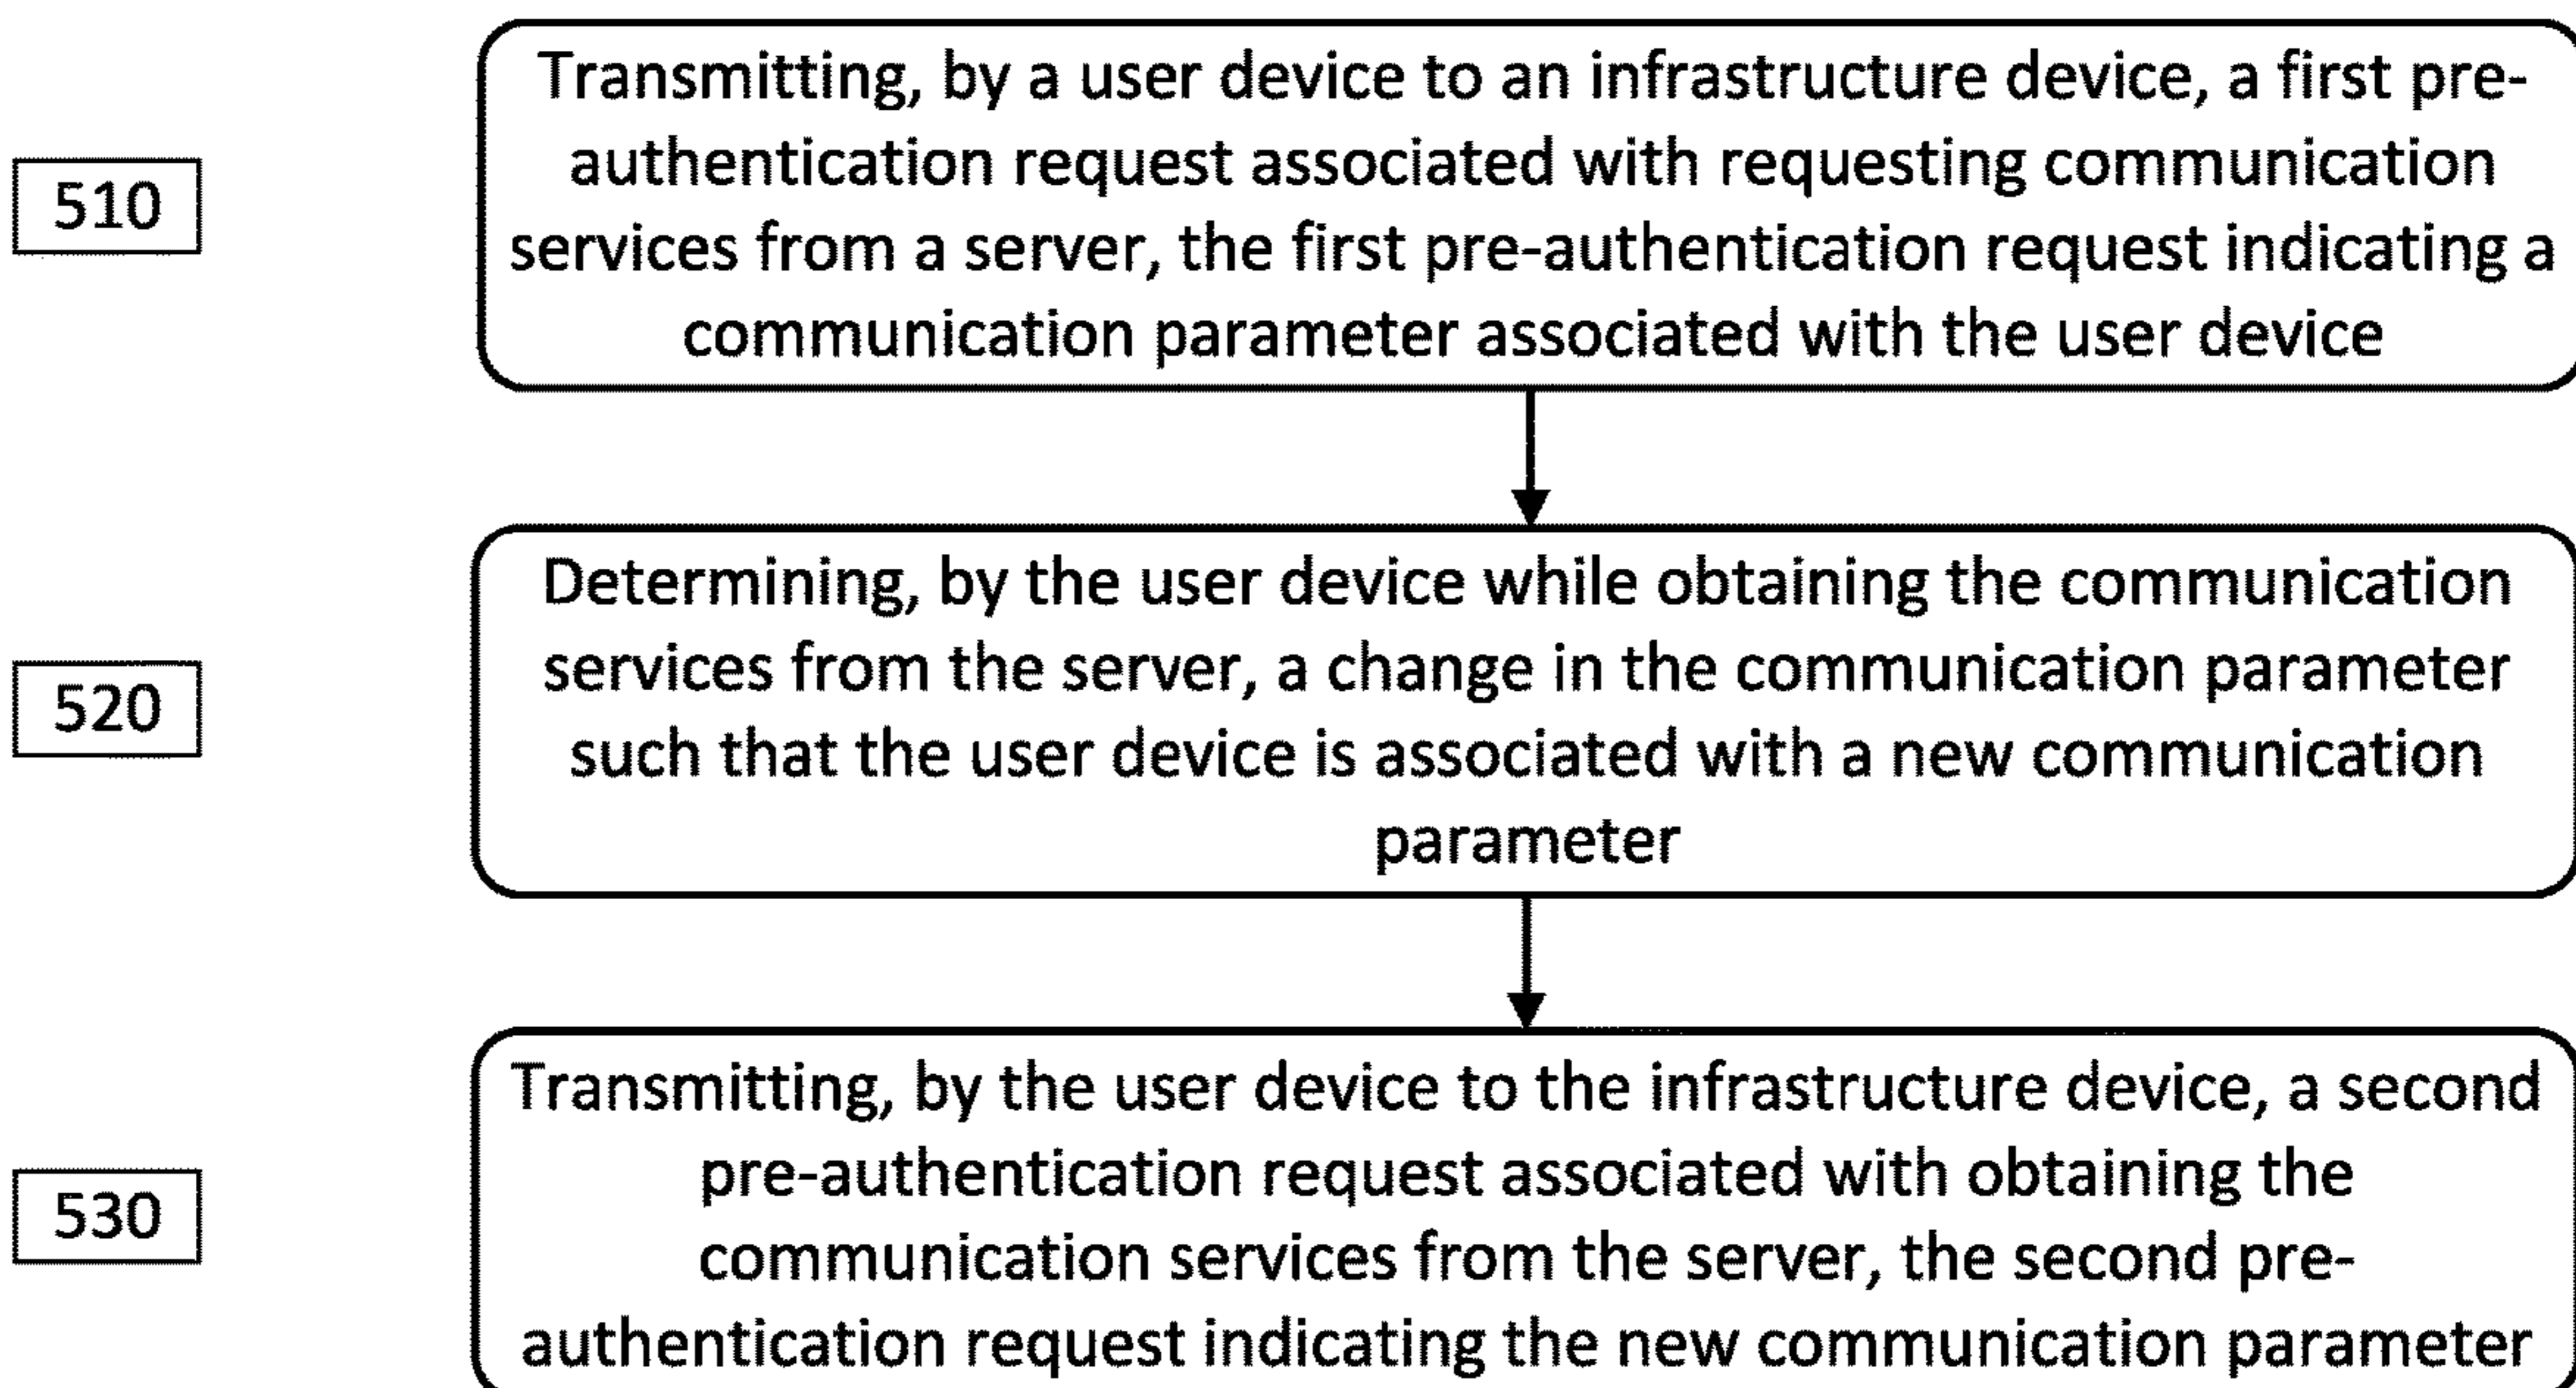 510
Transmitting, by a user device to an infrastructure device, a first pre-
authentication request associated with requesting communication
services from a server, the first pre-authentication request indicating a
communication parameter associated with the user device
520
Determining, by the user device while obtaining the communication
services from the server, a change in the communication parameter
such that the user device is associated with a new communication
parameter
530
Transmitting, by the user device to the infrastructure device, a second
pre-authentication request associated with obtaining the
communication services from the server, the second pre-
authentication request indicating the new communication parameter